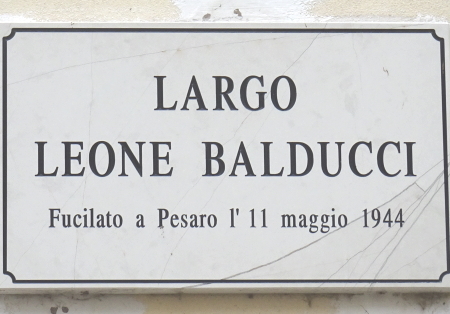 LARGO
LEONE BALDUCCI
Fucilato a Pesaro l' 11 maggio 1944